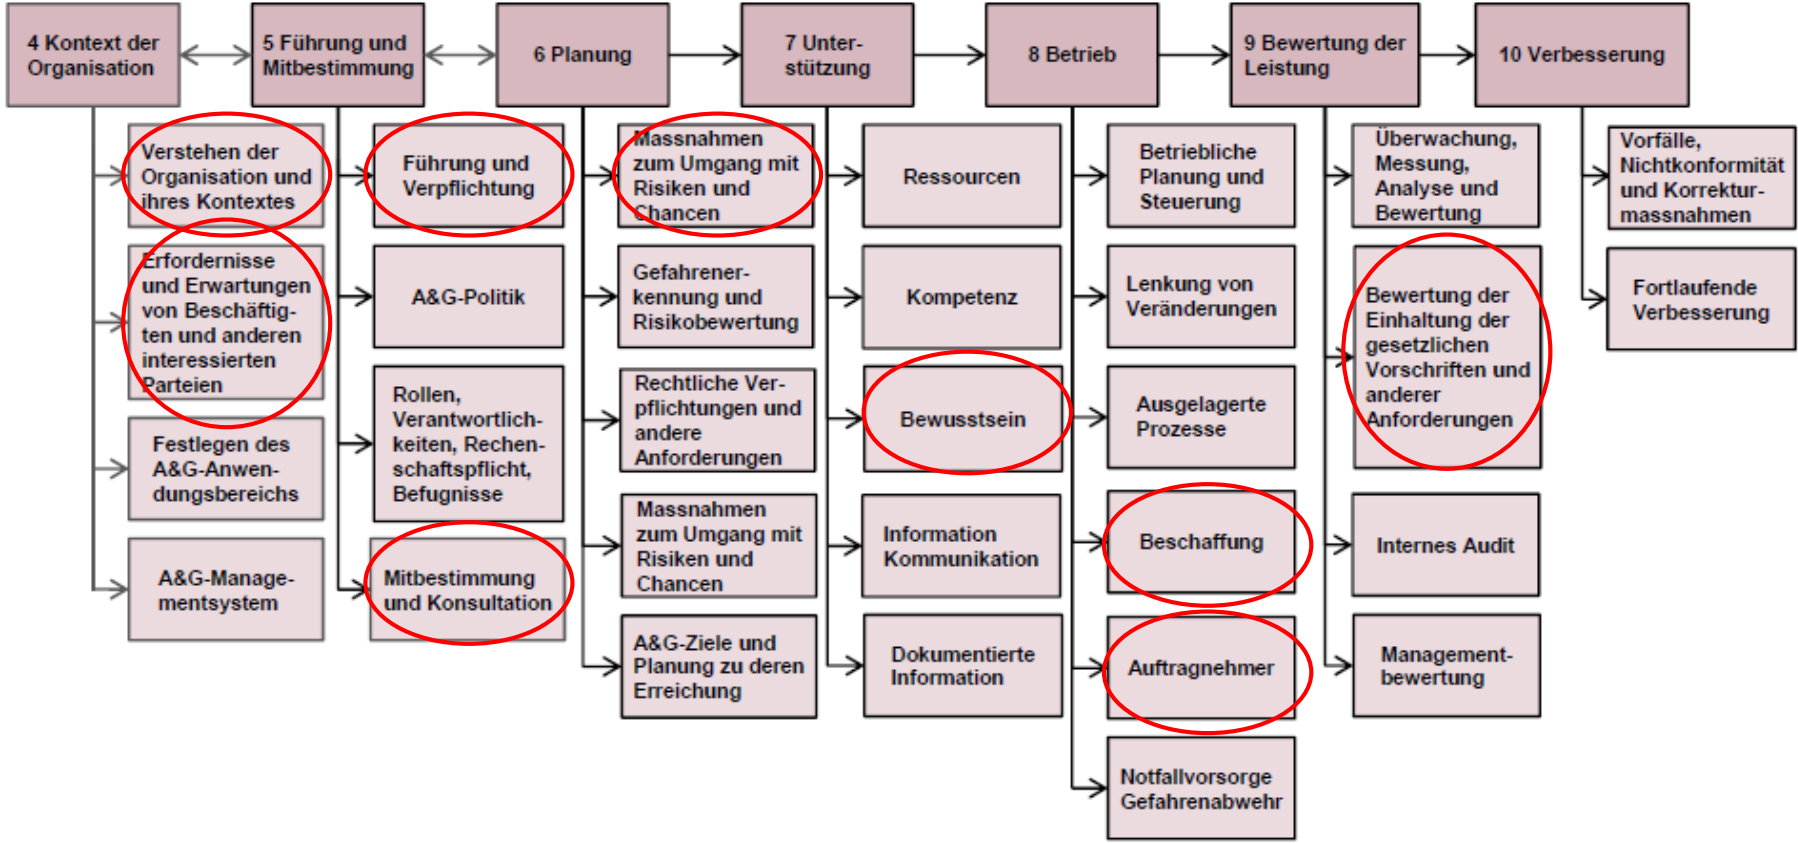 4 Kontext der
Organisation
5 Führung und
Mitbestimmung
6 Planung
7 Unter-
stützung
8 Betrieb
9 Bewertung der
Leistung
10 Verbesserung
Verstehen der
Organisation und
ihres Kontextes
Erfordernisse
und Erwartungen
von Beschäftig-
ten und anderen
interessierten
Parteien
Festlegen des
A&G-Anwen-
dungsbereichs
A&G-Manage-
mentsystem
Führung und
Verpflichtung
A&G-Politik
Rollen,
Verantwortlich-
keiten, Rechen-
schaftspflicht,
Befugnisse
Mitbestimmung
und Konsultation
Massnahmen
zum Umgang mit
Risiken und
Chancen
Gefahrener-
kennung und
Risikobewertung
Rechtliche Ver-
pflichtungen und
andere
Anforderungen
Massnahmen
zum Umgang mit
Risiken und
Chancen
A&G-Ziele und
Planung zu deren
Erreichung
Ressourcen
Kompetenz
Bewusstsein
Information
Kommunikation
Dokumentierte
Information
Betriebliche
Planung und
Steuerung
Lenkung von
Veränderungen
Ausgelagerte
Prozesse
Beschaffung
Auftragnehmer
Notfallvorsorge
Gefahrenabwehr
Überwachung,
Messung,
Analyse und
Bewertung
Bewertung der
Einhaltung der
gesetzlichen
Vorschriften und
anderer
Anforderungen
Internes Audit
Management-
bewertung
Vorfälle,
Nichtkonformität
und Korrektur-
massnahmen
Fortlaufende
Verbesserung